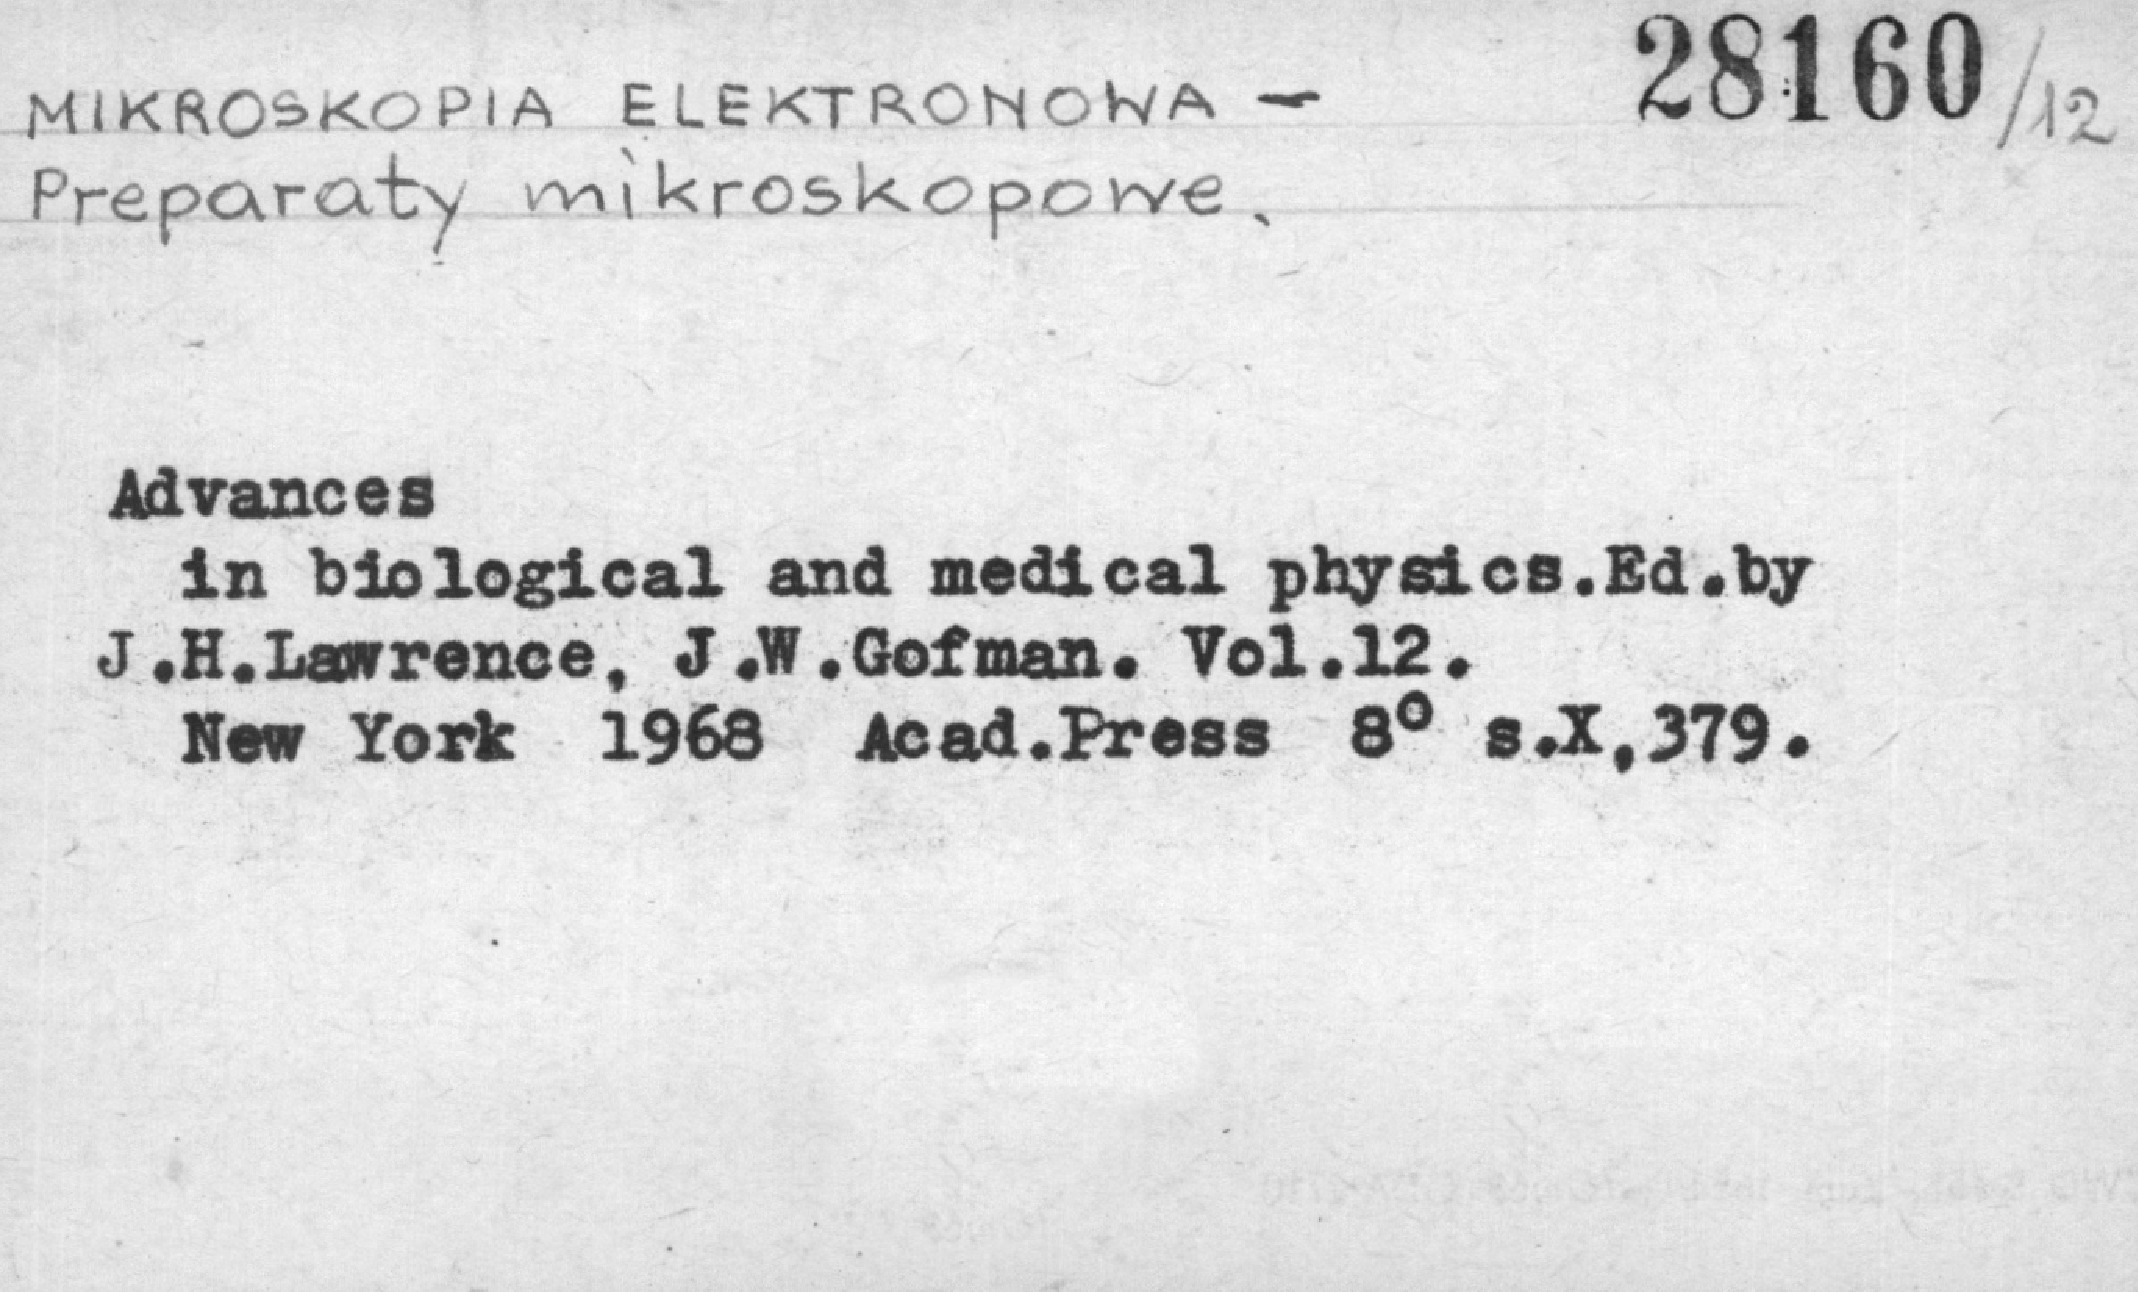 28160/12
MIKROSKOPIA ELEKTRONOWA -
Preparaty mikroskopowe.
Advances
in biological and medical physics.Ed.by
J.H.Lawrence, J.W.Gofman. Vol.12.
New York 1968 Acad.Press 8° s.X,379.